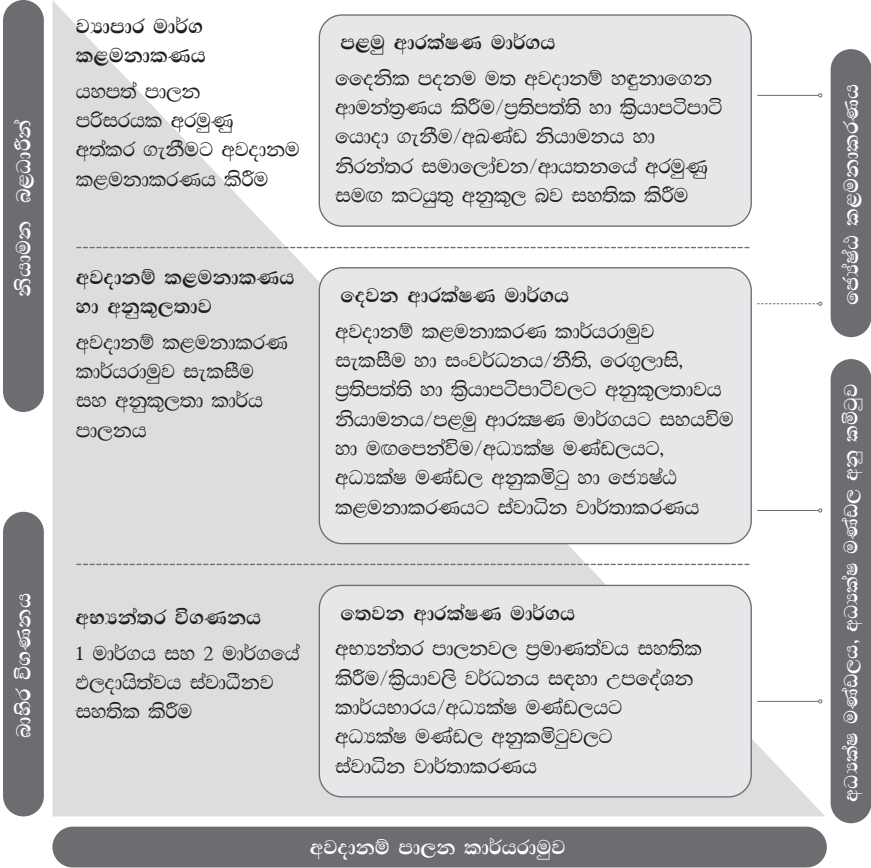 ව්‍යාපාර මාර්ග
කළමනාකණය
යහපත් පාලන
පරිසරයක අරමුණු
අත්කර ගැනීමට අවදානම
කළමනාකරණය කිරීම
පළමු ආරක්ෂණ මාර්ගය
දෛනික පදනම මත අවදානම් හඳුනාගෙන
ආමන්ත්‍රණය කිරීම/ප්‍රතිපත්ති හා ක්‍රියාපටිපාටි
යොදා ගැනීම/අඛණ්ඩ නියාමනය හා
නිරන්තර සමාලෝචන/ආයතනයේ අරමුණු
සමඟ කටයුතු අනුකූල බව සහතික කිරීම
අවදානම් කළමනාකණය
හා අනුකූලතාව
අවදානම් කළමනාකරණ
කාර්යරාමුව සැකසීම
සහ අනුකූලතා කාර්ය
පාලනය
දෙවන ආරක්ෂණ මාර්ගය
අවදානම් කළමනාකරණ කාර්යරාමුව
සැකසීම හා සංවර්ධනය/නීති, රෙගුලාසි,
ප්‍රතිපත්ති හා ක්‍රියාපටිපාටිවලට අනුකූලතාවය
නියාමනය/පළමු ආරක්‍ෂණ මාර්ගයට සහයවීම
හා මඟපෙන්වීම/අධ්‍යක්ෂ මණ්ඩලයට,
අධ්‍යක්ෂ මණ්ඩල අනුකමිටු හා ජ්‍යෙෂ්ඨ
කළමනාකරණයට ස්වාධින වාර්තාකරණය
අභ්‍යන්තර විගණනය
1 මාර්ගය සහ 2 මාර්ගයේ
ඵලදායිත්වය ස්වාධීනව
සහතික කිරීම
තෙවන ආරක්ෂණ මාර්ගය
අභ්‍යන්තර පාලනවල ප්‍රමාණත්වය සහතික
කිරීම/ක්‍රියාවලි වර්ධනය සඳහා උපදේශන
කාර්යභාරය/අධ්‍යක්ෂ මණ්ඩලයට
අධ්‍යක්ෂ මණ්ඩල අනුකමිටුවලට
ස්වාධින වාර්තාකරණය
නියාමන බළධාරීන්
බාහිර විගණනය
ජ්‍යෙෂ්ඨ කළමනාකරණය
අධ්‍යක්ෂ මණ්ඩලය, අධ්‍යක්ෂ මණ්ඩල අනු කමිටුව
අවදානම් පාලන කාර්යරාමුව